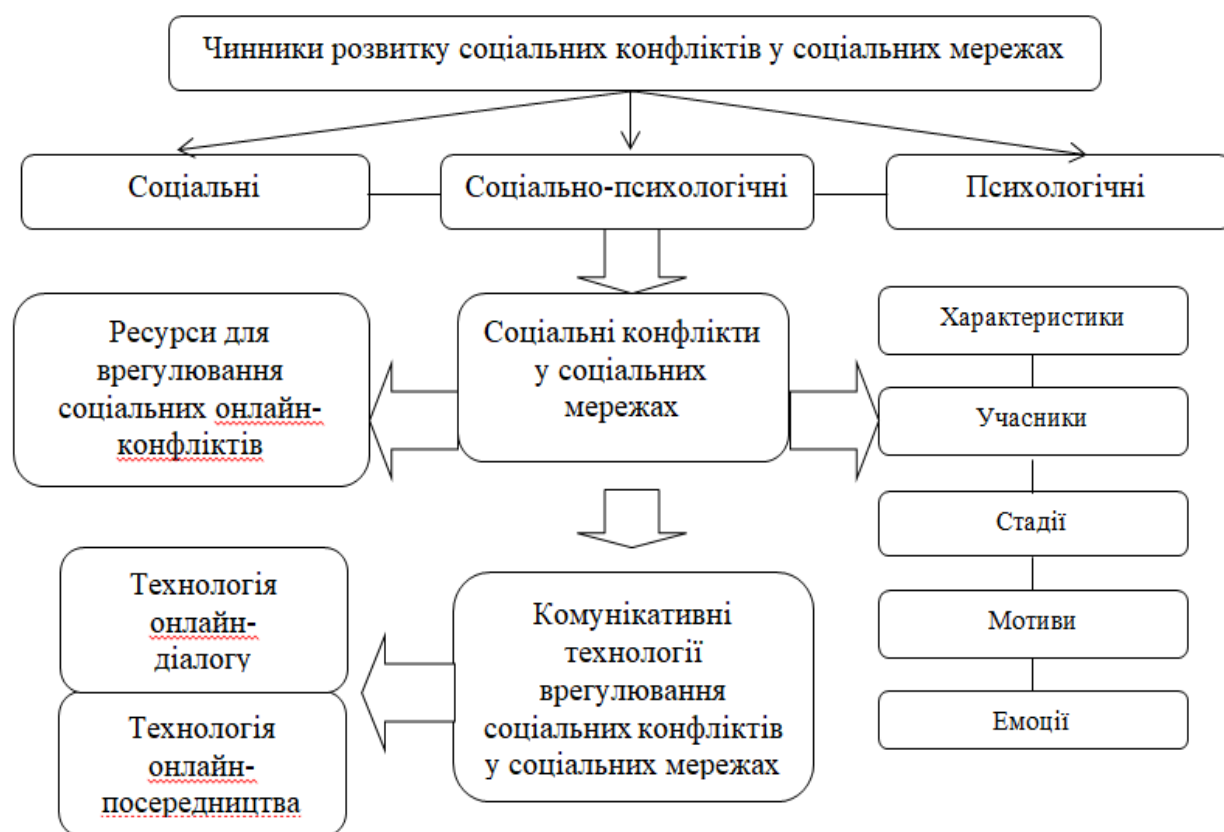 Чинники розвитку соціальних конфліктів у соціальних мережах
Соціальні
Соціально-психологічні
Психологічні
Ресурси для
врегулювання
соціальних онлайн-
конфліктів
Соціальні конфлікти
у соціальних
мережах
Характеристики
Учасники
Стадії
Мотиви
Емоції
Технологія
онлайн-
діалогу
Технологія
онлайн-
посередництва
Комунікативні
технології
врегулювання
соціальних конфліктів
у соціальних мережах